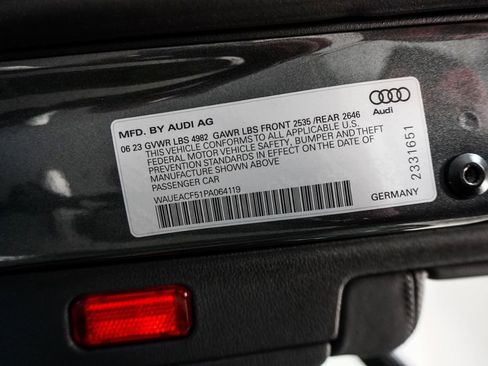 MFD. BY AUDI AG
06 23 GVWR LBS 4982 GAWR LBS FRONT 2535 /REAR 2646
THIS VEHICLE CONFORMS TO ALL APPLICABLE U.S.
FEDERAL MOTOR VEHICLE SAFETY, BUMPER AND THEFT
PREVENTION STANDARDS IN EFFECT ON THE DATE OF
MANUFACTURE SHOWN ABOVE
PASSENGER CAR
WAUEACF51PA064119
Audi
2331651
GERMANY